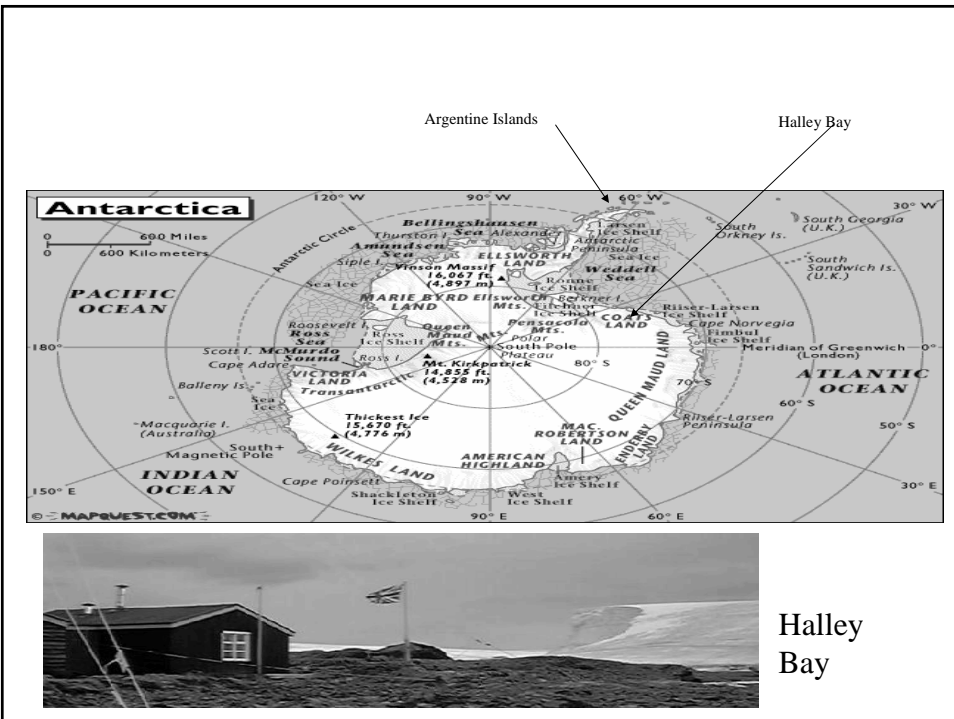 Argentine Islands
Halley Bay
Antarctica
0 600 Miles
0 600 Kilometers
120° W
90° W
60° W
30° W
Antarctic Circle
Bellingshausen
Sea
Thurston I.
Alexander
Amundsen
Sea
Siple I.
ELLSWORTH
LAND
Larsen
Ice Shelf
Antarctic
Peninsula
Sea Ice
Weddell
Sea
South
Orkney Is.
South Georgia
(U.K.)
South
Sandwich Is.
(U.K.)
Vinson Massif
16,067 ft.
(4,897 m)
Sea Ice
Ronne
Ice Shelf
Berkner I.
Filchner
Ice Shelf
PACIFIC
OCEAN
MARIE BYRD
LAND
Ellsworth
Mts.
Pensacola
Mts.
COATS
LAND
Riiser-Larsen
Ice Shelf
Cape Norvegia
Fimbul
Ice Shelf
Roosevelt I.
Ross
Sea
Ross
Ice Shelf
Queen
Maud
Mts.
Mts.
Polar
South Pole
Plateau
Meridian of Greenwich
(London)
180°
0°
Scott I.
McMurdo
Sound
Ross I.
Cape Adare
Mt. Kirkpatrick
14,855 ft.
(4,528 m)
80° S
QUEEN MAUD LAND
70° S
ATLANTIC
OCEAN
VICTORIA
LAND
Transantarctic
Balleny Is.
Sea
Ice
60° S
50° S
Macquarie I.
(Australia)
Thickest Ice
15,670 ft.
(4,776 m)
Riiser-Larsen
Peninsula
South
Magnetic Pole
MAC.
ROBERTSON
LAND
ENDERBY
LAND
WILKES LAND
AMERICAN
HIGHLAND
INDIAN
OCEAN
Cape Poinsett
Amery
Ice Shelf
Shackleton
Ice Shelf
West
Ice Shelf
150° E
90° E
60° E
30° E
© MAPQUEST.COM
Halley
Bay